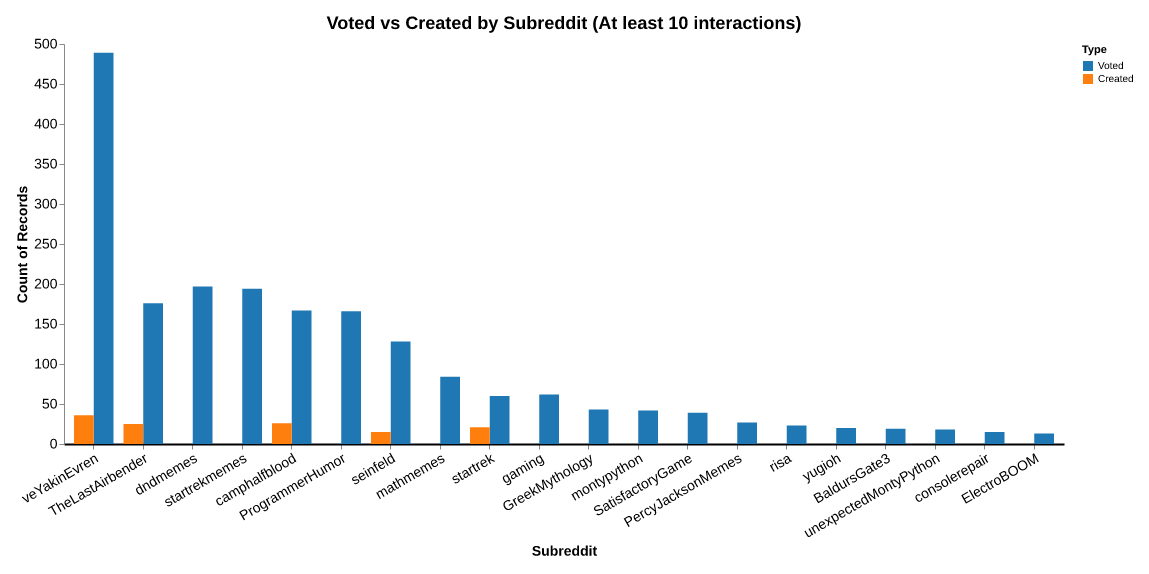 Voted vs Created by Subreddit (At least 10 interactions)
Type
Voted
Created
Count of Records
500
450
400
350
300
250
200
150
100
50
0
veYakinEvren
TheLastAirbender
dndmemes
startrekmemes
camphalfblood
ProgrammerHumor
seinfeld
mathmemes
startrek
gaming
GreekMythology
montypython
SatisfactoryGame
PercyJacksonMemes
risa
yugioh
BaldursGate3
unexpectedMontyPython
consolerepair
ElectroBOOM
Subreddit